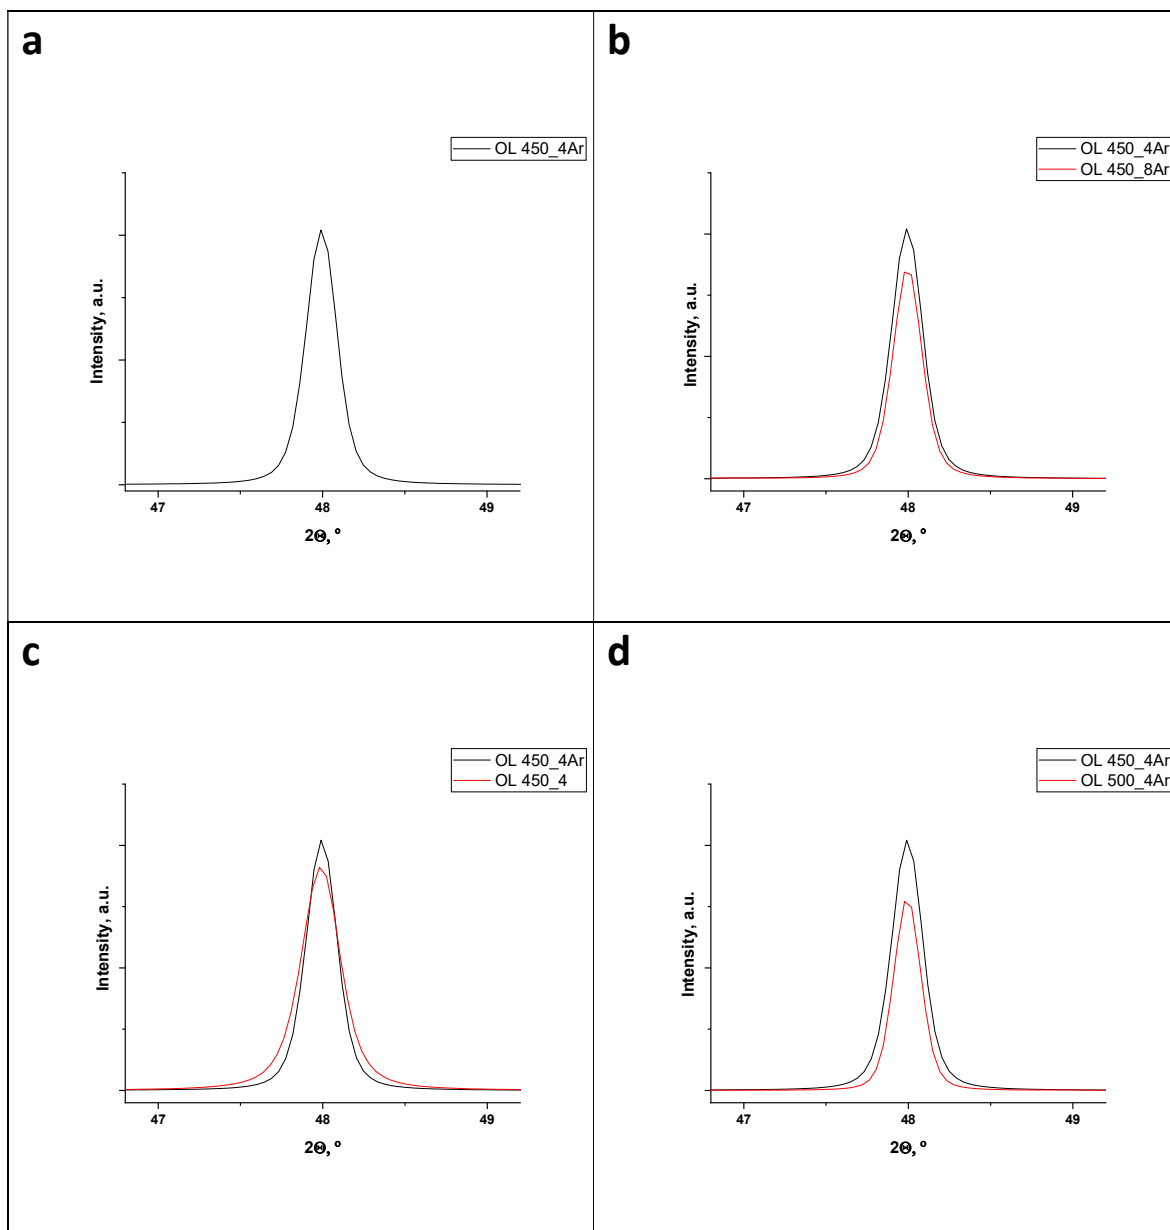 a
OL 450_4Ar
Intensity, a.u.
47 48 49
2Θ, º
b
OL 450_4Ar
OL 450_8Ar
Intensity, a.u.
47 48 49
2Θ, º
c
OL 450_4Ar
OL 450_4
Intensity, a.u.
47 48 49
2Θ, º
d
OL 450_4Ar
OL 500_4Ar
Intensity, a.u.
47 48 49
2Θ, º